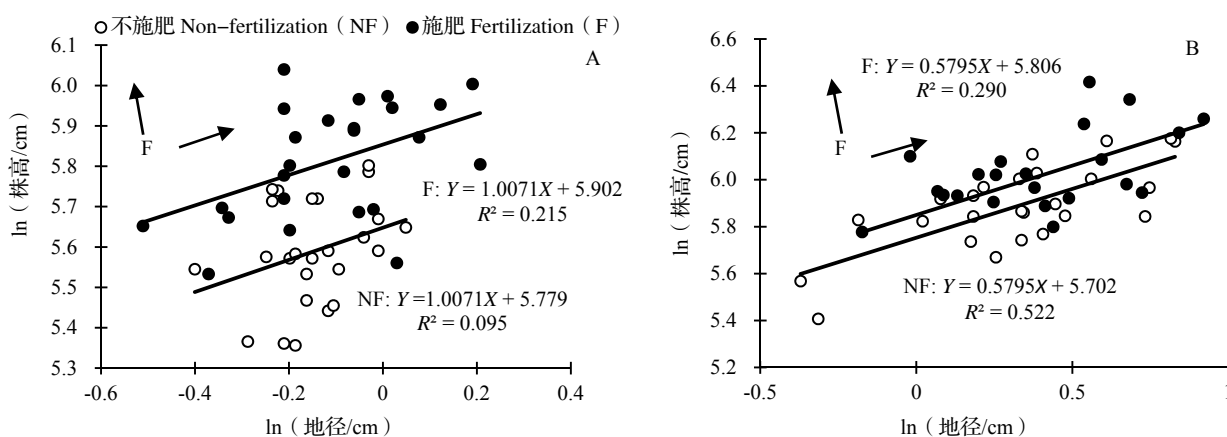 不施肥 Non-fertilization（NF） 施肥 Fertilization（F）
A
ln（株高/cm）
6.1
6.0
5.9
5.8
5.7
5.6
5.5
5.4
5.3
F
F: Y = 1.0071X + 5.902
R² = 0.215
NF: Y =1.0071X + 5.779
R² = 0.095
-0.6 -0.4 -0.2 0 0.2 0.4
ln（地径/cm）
B
ln（株高/cm）
6.6
6.4
6.2
6.0
5.8
5.6
5.4
5.2
F
F: Y = 0.5795X + 5.806
R² = 0.290
NF: Y = 0.5795X + 5.702
R² = 0.522
-0.5 0 0.5 1
ln（地径/cm）